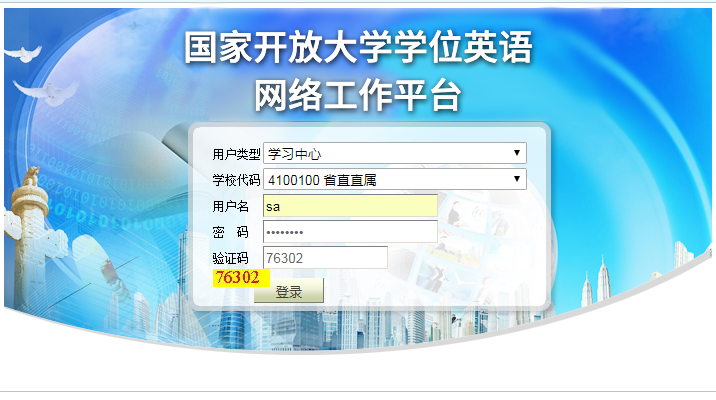 国家开放大学学位英语
网络工作平台
用户类型 学习中心
学校代码 4100100 省直直属
用户名 sa
密 码 ••••••••
验证码 76302
76302
登录